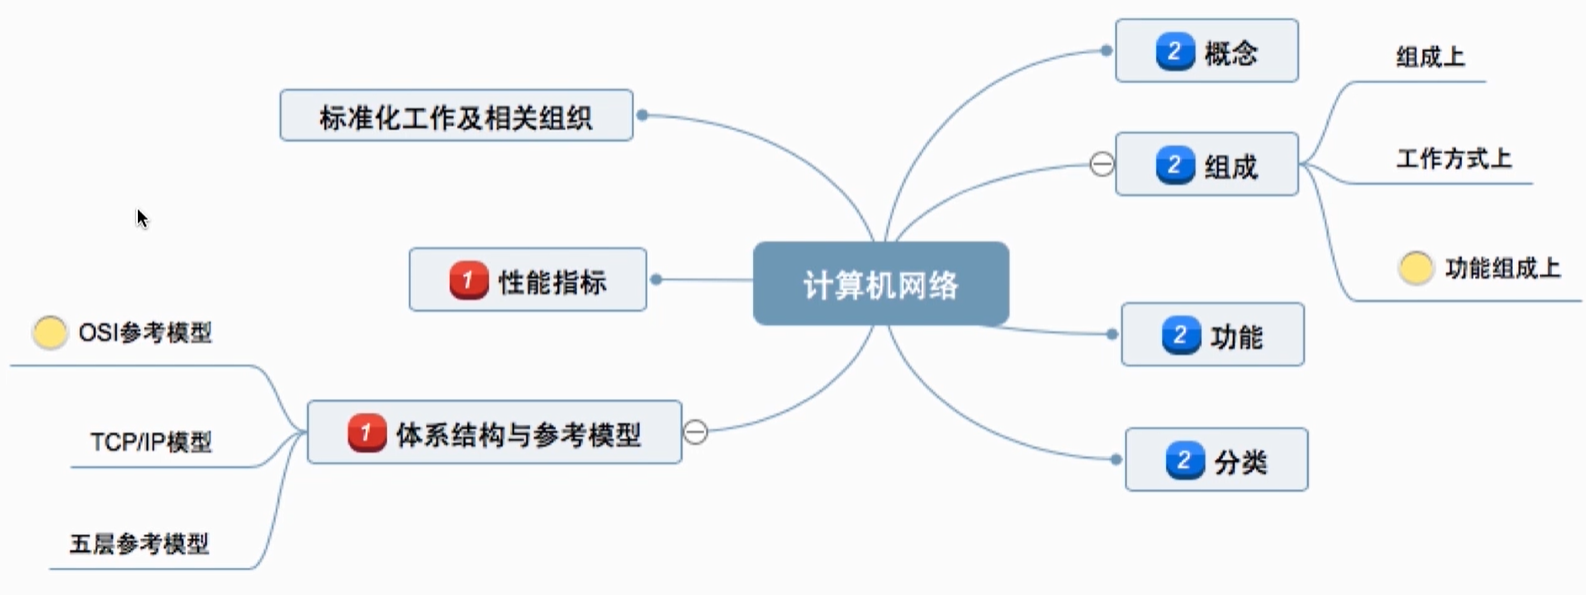 2 概念
组成上
标准化工作及相关组织
工作方式上
2 组成
功能组成上
1 性能指标
计算机网络
OSI参考模型
2 功能
1 体系结构与参考模型
TCP/IP模型
2 分类
五层参考模型